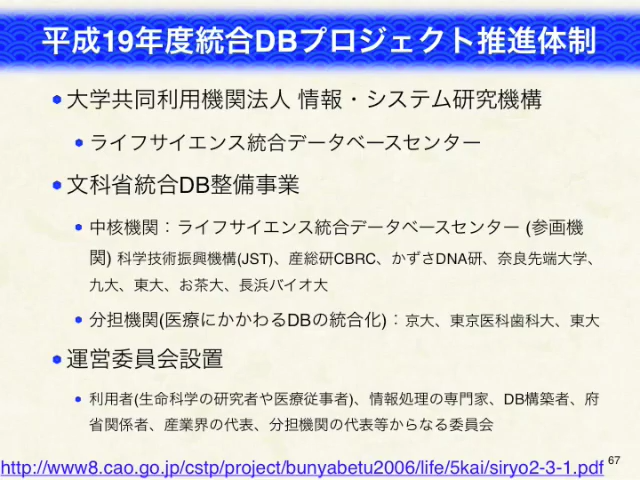 平成19年度統合DBプロジェクト推進体制
大学共同利用機関法人 情報・システム研究機構
ライフサイエンス統合データベースセンター
文科省統合DB整備事業
中核機関：ライフサイエンス統合データベースセンター (参画機
関) 科学技術振興機構(JST)、産総研CBRC、かずさDNA研、奈良先端大学、
九大、東大、お茶大、長浜バイオ大
分担機関(医療にかかわるDBの統合化)：京大、東京医科歯科大、東大
運営委員会設置
利用者(生命科学の研究者や医療従事者)、情報処理の専門家、DB構築者、府
省関係者、産業界の代表、分担機関の代表等からなる委員会
http://www8.cao.go.jp/cstp/project/bunyabetu2006/life/5kai/siryo2-3-1.pdf
67